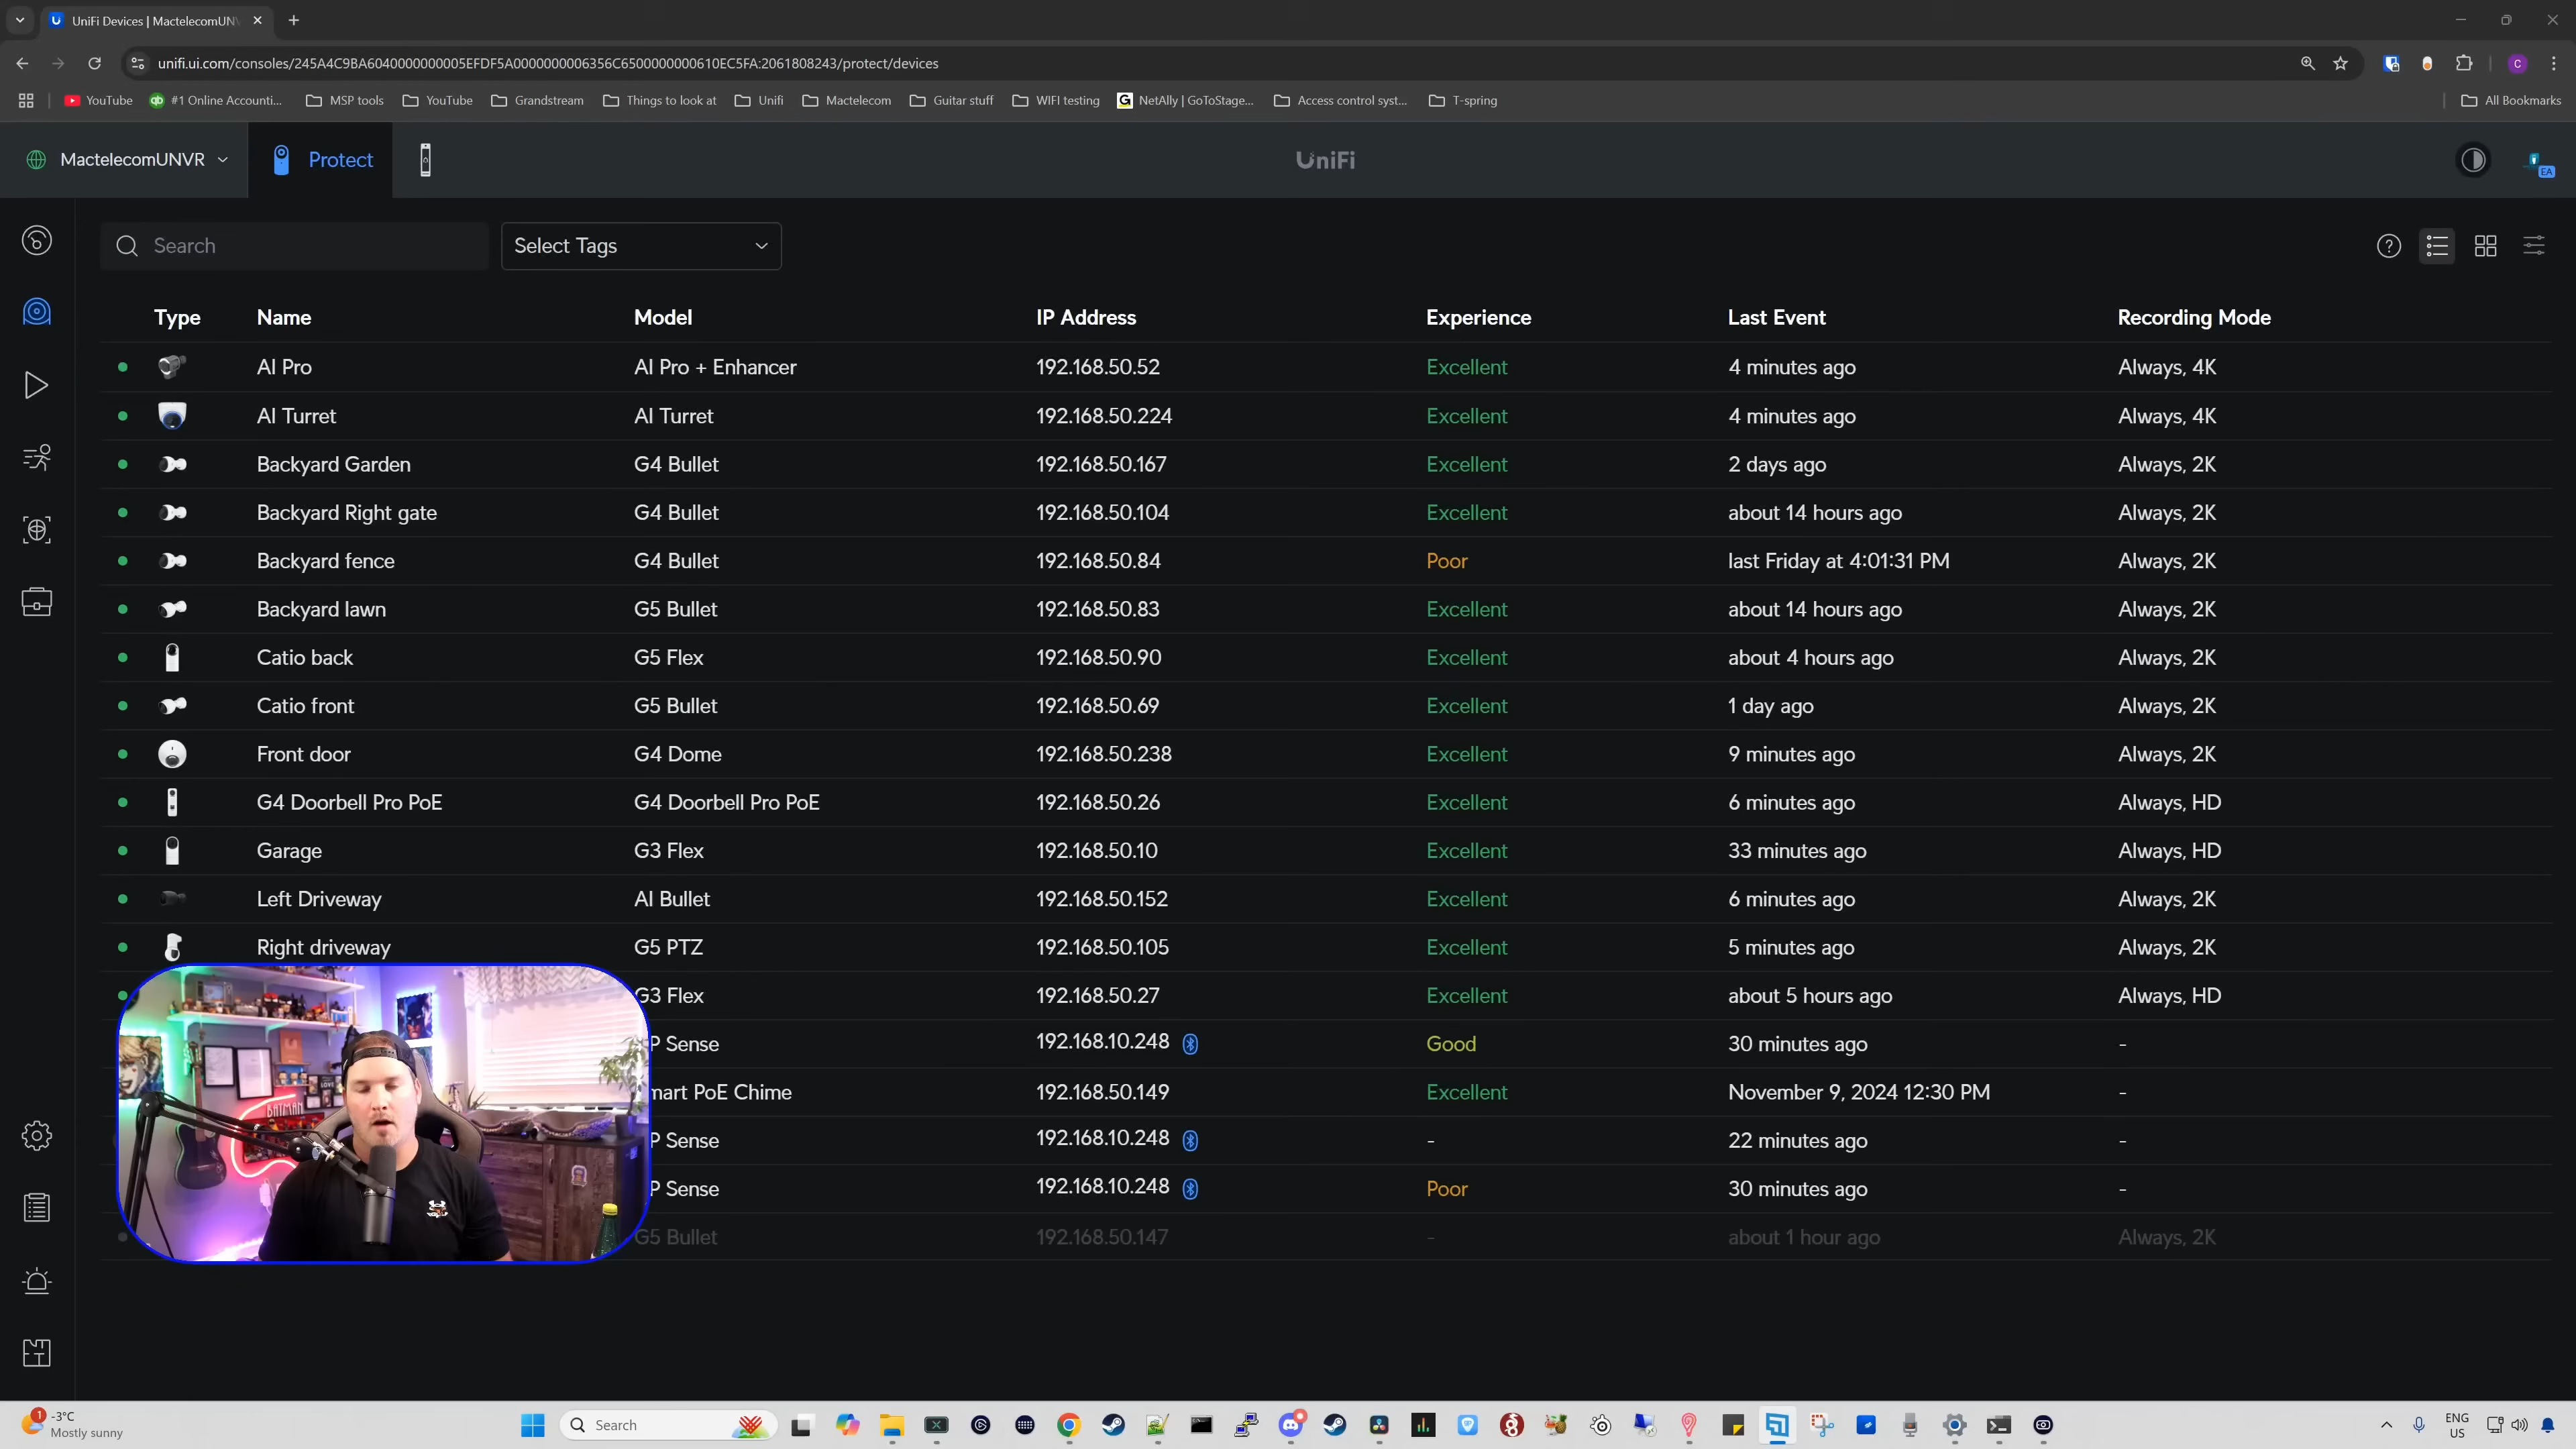 UniFi Devices | MactelecomUN
unifi.ui.com/consoles/245A4C9BA6040000000005EFDF5A0000000006356C6500000000610EC5FA:2061808243/protect/devices
C
YouTube #1 Online Accounti... MSP tools YouTube Grandstream Things to look at Unifi Mactelecom Guitar stuff WIFI testing NetAlly | GoToStage... Access control syst... T-spring All Bookmarks
MactelecomUNVR Protect UniFi EA
Search Select Tags
Type Name Model IP Address Experience Last Event Recording Mode
AI Pro AI Pro + Enhancer 192.168.50.52 Excellent 4 minutes ago Always, 4K
AI Turret AI Turret 192.168.50.224 Excellent 4 minutes ago Always, 4K
Backyard Garden G4 Bullet 192.168.50.167 Excellent 2 days ago Always, 2K
Backyard Right gate G4 Bullet 192.168.50.104 Excellent about 14 hours ago Always, 2K
Backyard fence G4 Bullet 192.168.50.84 Poor last Friday at 4:01:31 PM Always, 2K
Backyard lawn G5 Bullet 192.168.50.83 Excellent about 14 hours ago Always, 2K
Catio back G5 Flex 192.168.50.90 Excellent about 4 hours ago Always, 2K
Catio front G5 Bullet 192.168.50.69 Excellent 1 day ago Always, 2K
Front door G4 Dome 192.168.50.238 Excellent 9 minutes ago Always, 2K
G4 Doorbell Pro PoE G4 Doorbell Pro PoE 192.168.50.26 Excellent 6 minutes ago Always, HD
Garage G3 Flex 192.168.50.10 Excellent 33 minutes ago Always, HD
Left Driveway AI Bullet 192.168.50.152 Excellent 6 minutes ago Always, 2K
Right driveway G5 PTZ 192.168.50.105 Excellent 5 minutes ago Always, 2K
G3 Flex 192.168.50.27 Excellent about 5 hours ago Always, HD
P Sense 192.168.10.248 Good 30 minutes ago -
mart PoE Chime 192.168.50.149 Excellent November 9, 2024 12:30 PM -
P Sense 192.168.10.248 - 22 minutes ago -
P Sense 192.168.10.248 Poor 30 minutes ago -
G5 Bullet 192.168.50.147 - about 1 hour ago Always, 2K
BATMAN
LOVE
1
-3°C
Mostly sunny
Search
ENG
US